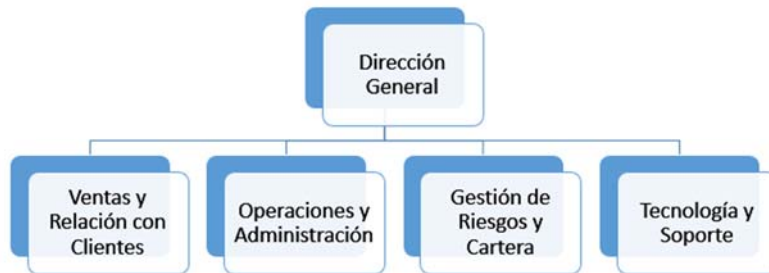 Dirección
General
Ventas y
Relación con
Clientes
Operaciones y
Administración
Gestión de
Riesgos y
Cartera
Tecnología y
Soporte